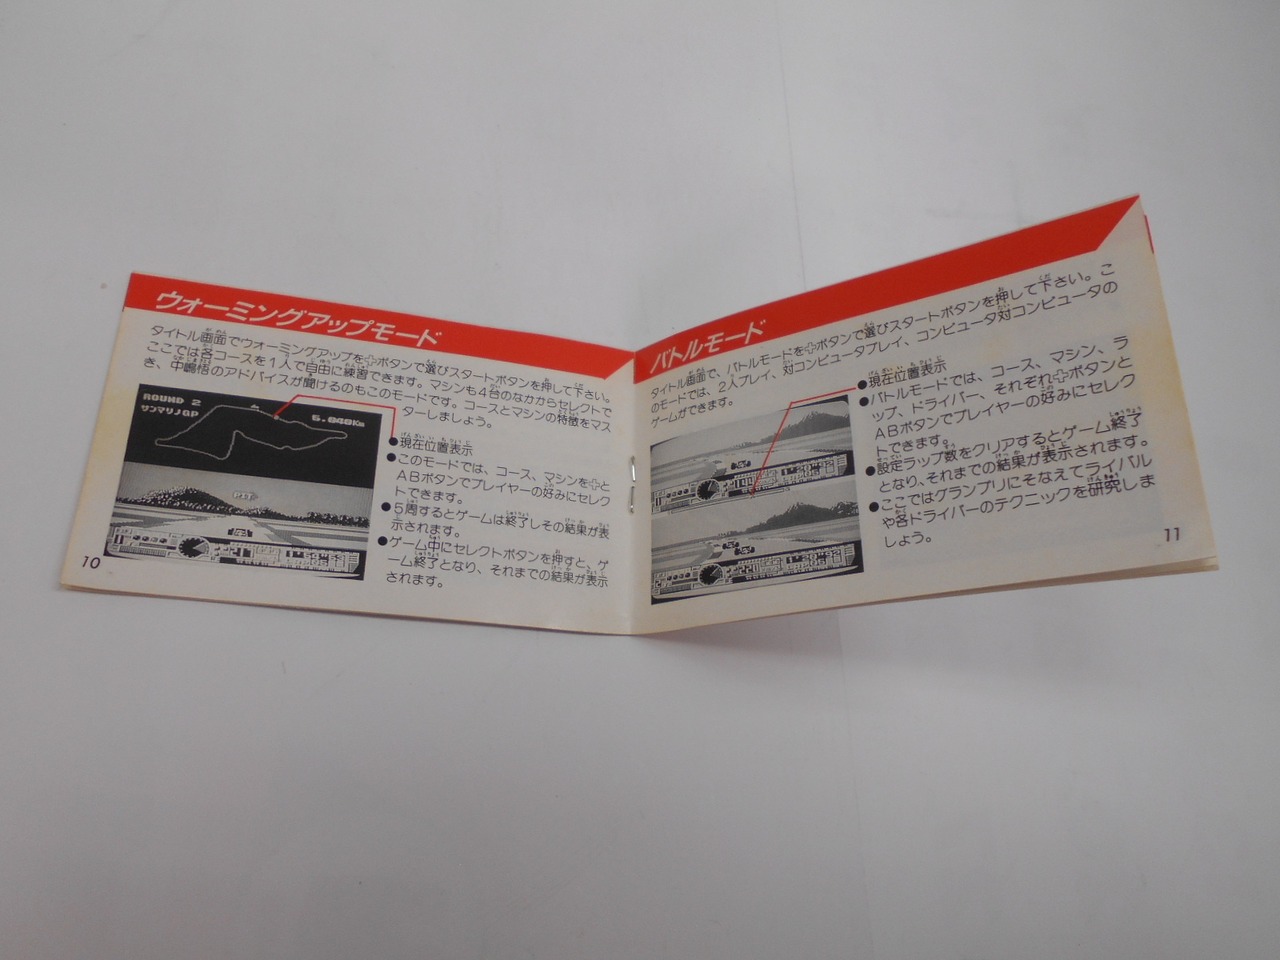 ウォーミングアップモード
タイトル画面でウォーミングアップを✚ボタンで選びスタートボタンを押して下さい。
ここでは各コースを1人で自由に練習できます。マシンも4台のなかからセレクトで
き、中嶋悟のアドバイスが聞けるのもこのモードです。コースとマシンの特徴をマス
ターしましょう。
ROUND 2
サンマリノGP
5.040Km
PIT
●現在位置表示
●このモードでは、コース、マシンを✚と
ABボタンでプレイヤーの好みにセレク
トできます。
●5周するとゲームは終了しその結果が表
示されます。
●ゲーム中にセレクトボタンを押すと、ゲ
ーム終了となり、それまでの結果が表示
されます。
10
バトルモード
タイトル画面で、バトルモードを✚ボタンで選びスタートボタンを押して下さい。こ
のモードでは、2人プレイ、対コンピュータプレイ、コンピュータ対コンピュータの
ゲームができます。
●現在位置表示
●バトルモードでは、コース、マシン、ラ
ップ、ドライバー、それぞれ✚ボタンと
ABボタンでプレイヤーの好みにセレク
トできます。
●設定ラップ数をクリアするとゲーム終了
となり、それまでの結果が表示されます。
●ここではグランプリにそなえてライバル
や各ドライバーのテクニックを研究しま
しょう。
11